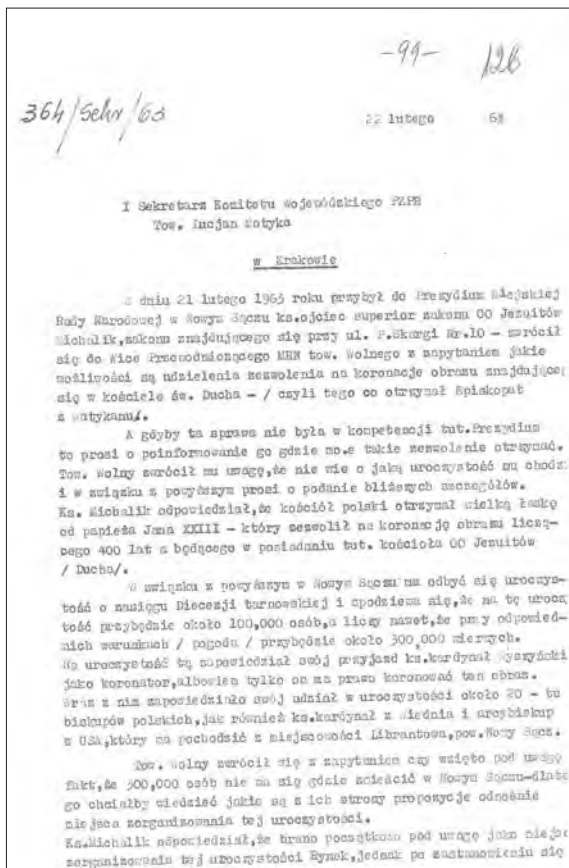 -99- 126
364/Sekr/63
22 lutego 63
I Sekretarz Komitetu Wojewódzkiego PZPR
Tow. Lucjan Motyka
w Krakowie
W dniu 21 lutego 1963 roku przybył do Prezydium Miejskiej
Rady Narodowej w Nowym Sączu ks.ojciec superior zakonu OO Jezuitów
Michalik,zakonu znajdującego się przy ul. P.Skargi Nr.10 - zwrócił
się do Wice Przewodniczącego MRN tow. Wolnego z zapytaniem jakie
możliwości są udzielenia zezwolenia na koronacje obrazu znajdując
się w kościele św. Ducha - / czyli tego co otrzymał Episkopat
z Watykanu/.
A gdyby ta sprawa nie była w kompetencji tut.Prezydium
to prosi o poinformowanie go gdzie może takie zezwolenie otrzymać.
Tow. Wolny zwrócił mu uwagę,że nie wie o jaką uroczystość mu chodz
i w związku z powyższym prosi o podanie bliższych szczegółów.
Ks. Michalik odpowiedział,że kościół polski otrzymał wielką łaskę
od papieża Jana XXIII - który zezwolił na koronację obrazu liczą-
cego 400 lat a będącego w posiadaniu tut. kościoła OO Jezuitów
/ Ducha/.
W związku z powyższym w Nowym Sączu ma odbyć się uroczys-
tość o zasięgu Diecezji tarnowskiej i spodziewa się,że na tę urocz
tość przybędzie około 100,000 osób,a liczy nawet,że przy odpowied-
nich warunkach / pogoda / przybędzie około 300,000 wiernych.
Na uroczystość tą zapowiedział swój przyjazd ks.kardynał Wyszyński
jako koronator,albowiem tylko on ma prawo koronować ten obraz.
Wraz z nim zapowiedziało swój udział w uroczystości około 20 - tu
biskupów polskich,jak również ks.kardynał z Wiednia i arcybiskup
z USA,który ma pochodzić z miejscowości Librantowa,pow.Nowy Sącz.
Tow. Wolny zwrócił się z zapytaniem czy wzięto pod uwagę
fakt,że 300,000 osób nie ma się gdzie zmieścić w Nowym Sączu-dlate
go chciałby wiedzieć jakie są z ich strony propozycje odnośnie
miejsca zorganizowania tej uroczystości.
Ks.Michalik odpowiedział,że brano początkowo pod uwagę jako miejsc
zorganizowania tej uroczystości Rynek,jednak po zastanowieniu się